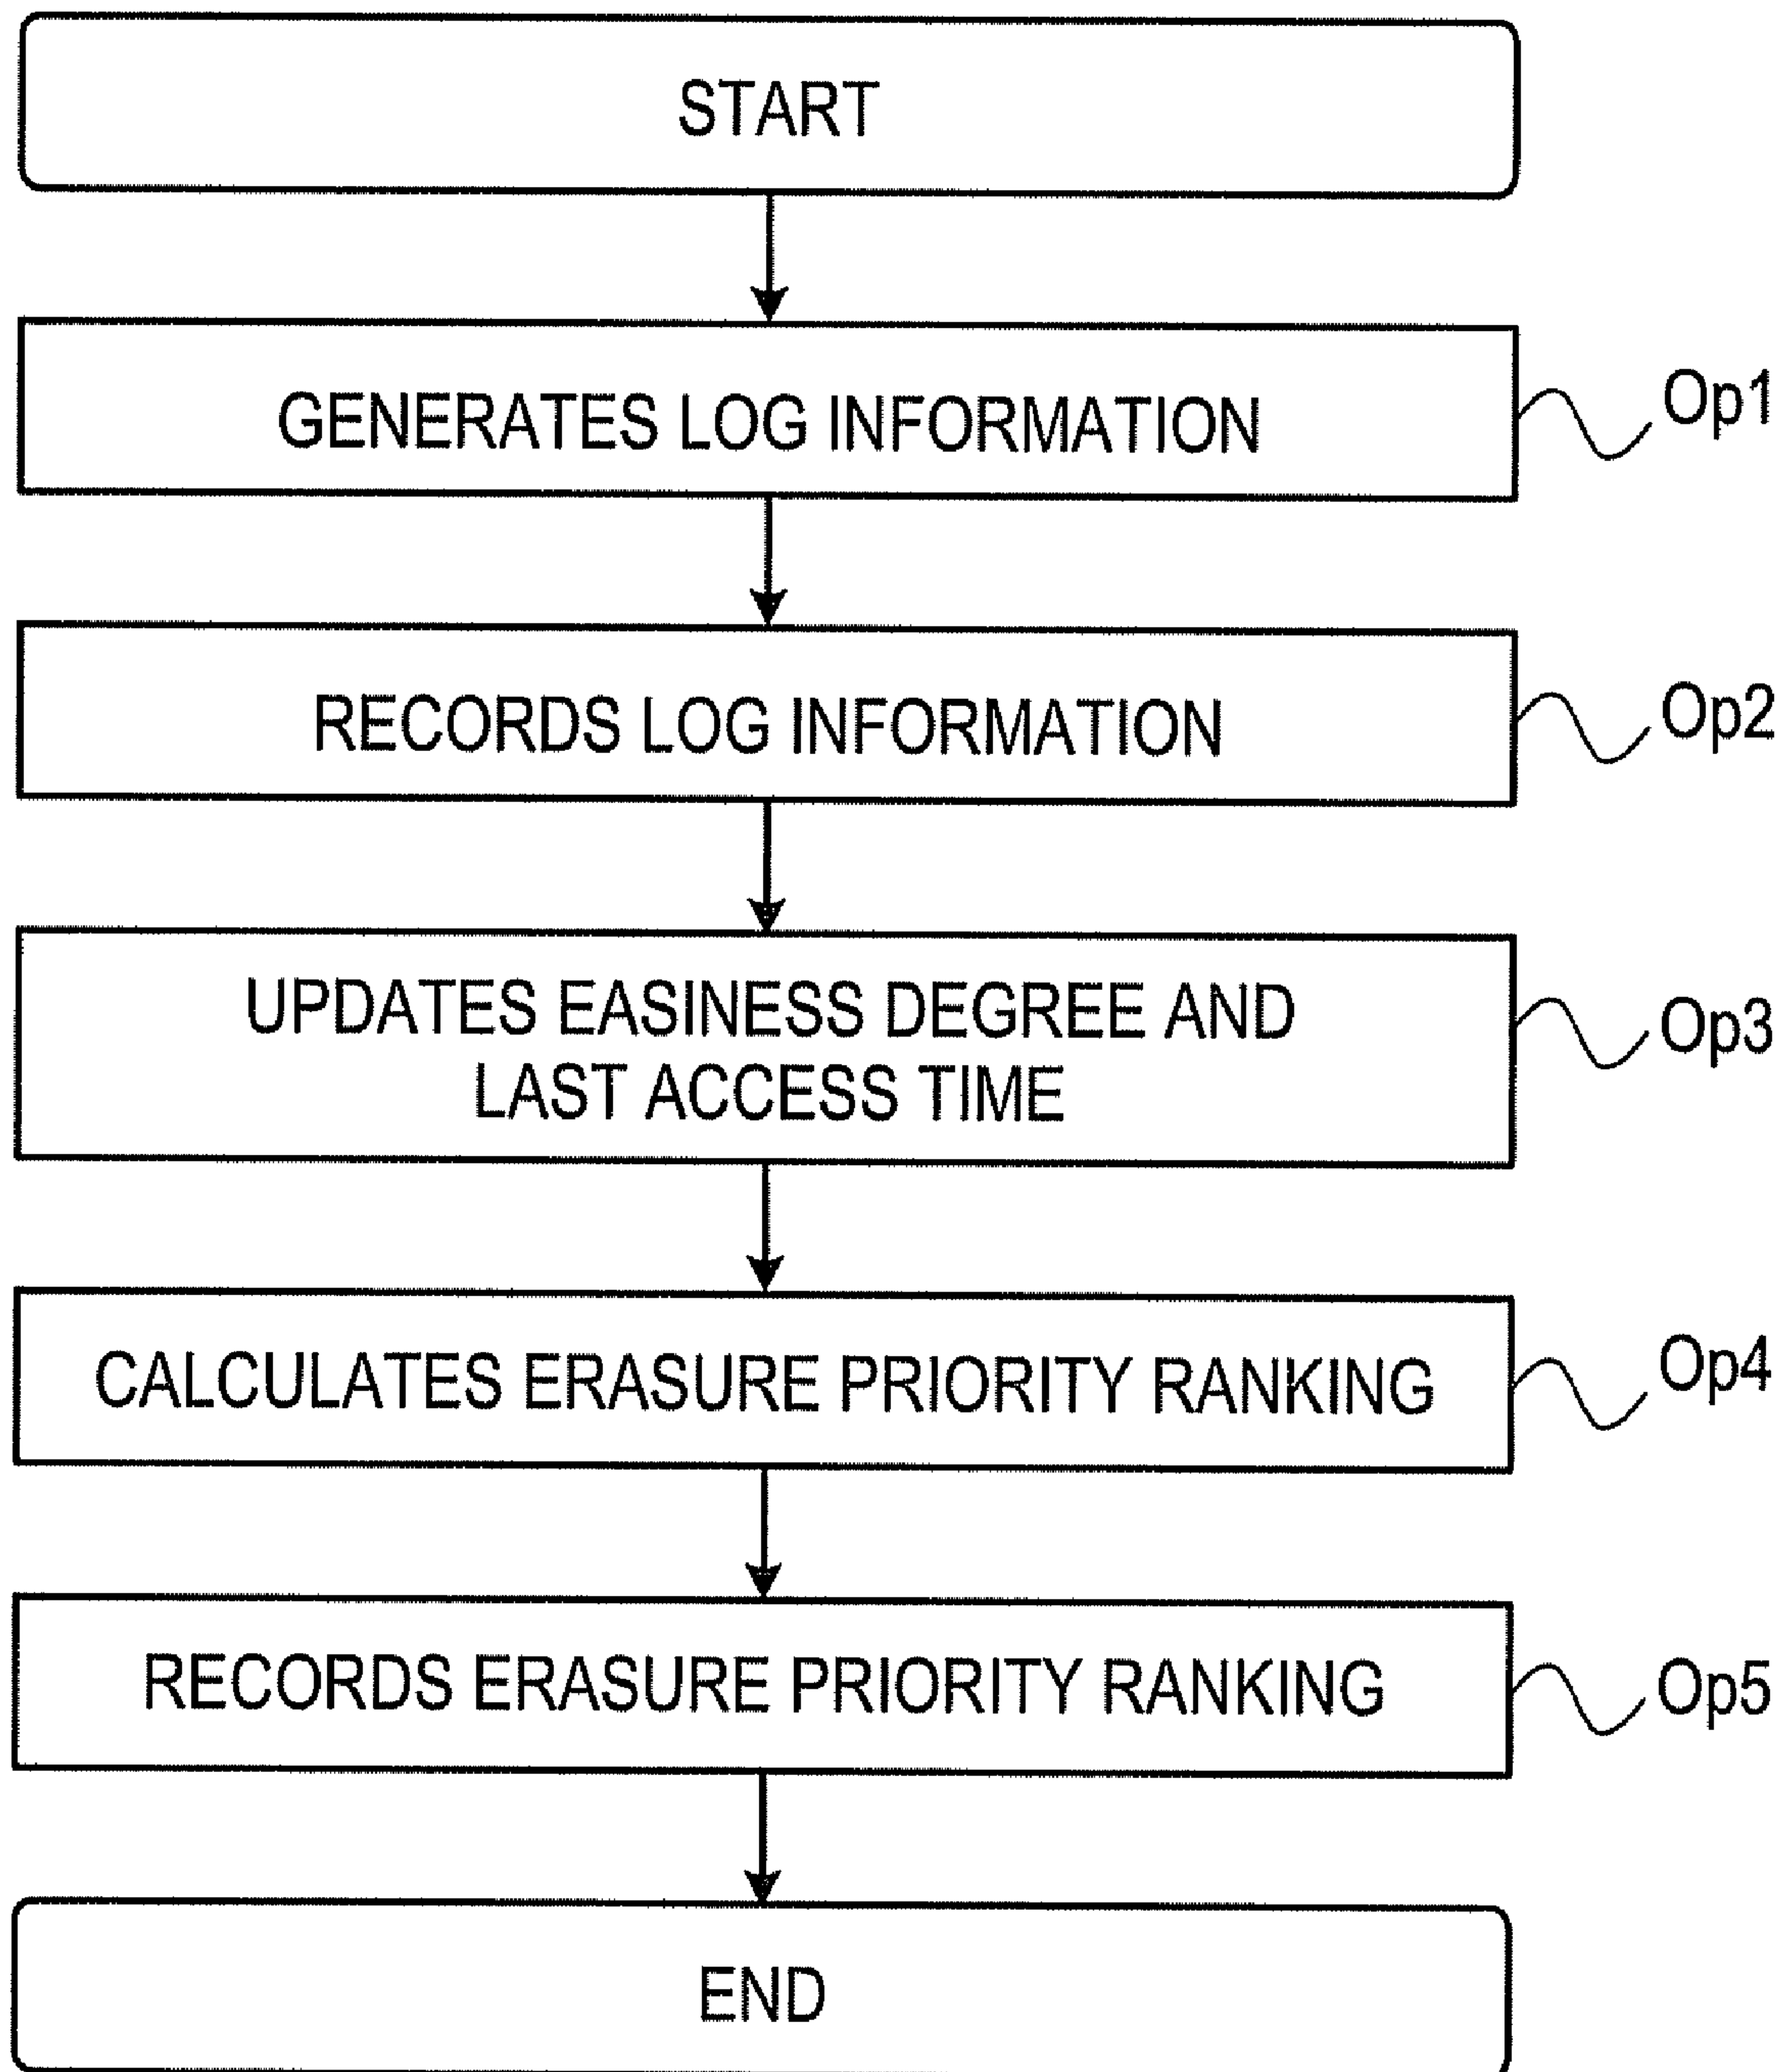 START
GENERATES LOG INFORMATION
Op1
RECORDS LOG INFORMATION
Op2
UPDATES EASINESS DEGREE AND
LAST ACCESS TIME
Op3
CALCULATES ERASURE PRIORITY RANKING
Op4
RECORDS ERASURE PRIORITY RANKING
Op5
END